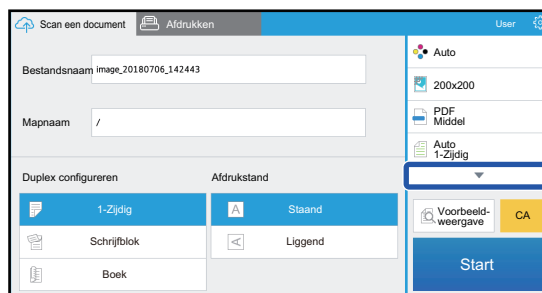 Scan een document
Afdrukken
User
Bestandsnaam
image_20180706_142443
Mapnaam
/
Duplex configureren
1-Zijdig
Schrijfblok
Boek
Afdrukstand
A
Staand
A
Liggend
Auto
200x200
PDF
Middel
Auto
1-Zijdig
Voorbeeld-
weergave
CA
Start